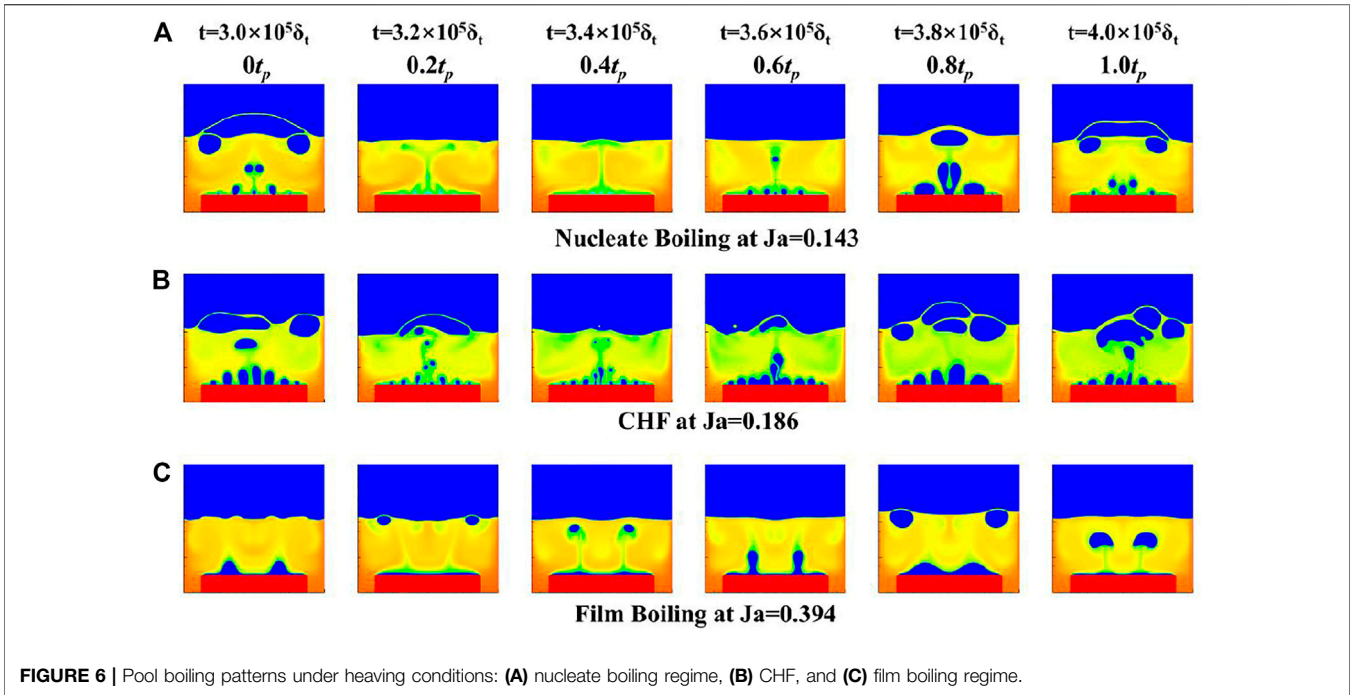 A
t=3.0×10⁵δₜ t=3.2×10⁵δₜ t=3.4×10⁵δₜ t=3.6×10⁵δₜ t=3.8×10⁵δₜ t=4.0×10⁵δₜ
0tₚ 0.2tₚ 0.4tₚ 0.6tₚ 0.8tₚ 1.0tₚ
Nucleate Boiling at Ja=0.143
B
CHF at Ja=0.186
C
Film Boiling at Ja=0.394
FIGURE 6 | Pool boiling patterns under heaving conditions: (A) nucleate boiling regime, (B) CHF, and (C) film boiling regime.